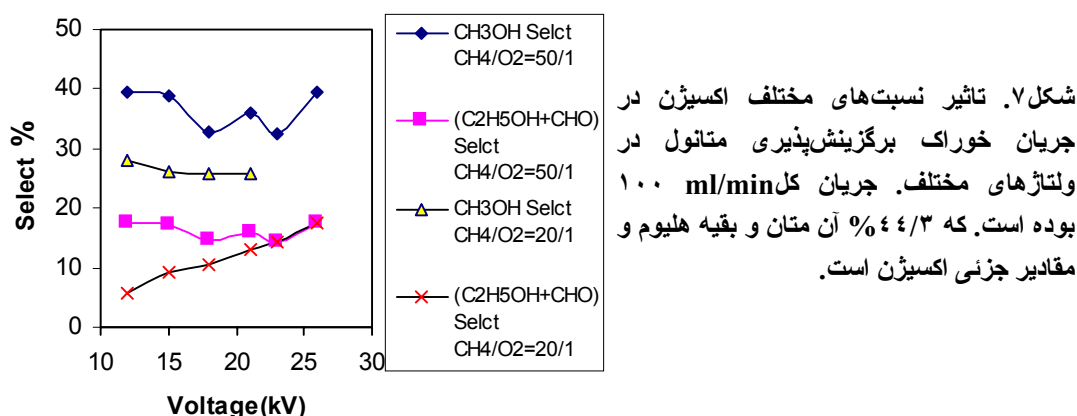 50
40
30
20
10
0
Select %
10 15 20 25 30
Voltage(kV)
CH3OH Selct
CH4/O2=50/1
(C2H5OH+CHO)
Selct
CH4/O2=50/1
CH3OH Selct
CH4/O2=20/1
(C2H5OH+CHO)
Selct
CH4/O2=20/1
شکل۷. تاثیر نسبت‌های مختلف اکسیژن در
جریان خوراک برگزینش‌پذیری متانول در
ولتاژهای مختلف. جریان کل ml/min ۱۰۰
بوده است. که ۴۴/۳% آن متان و بقیه هلیوم و
مقادیر جزئی اکسیژن است.